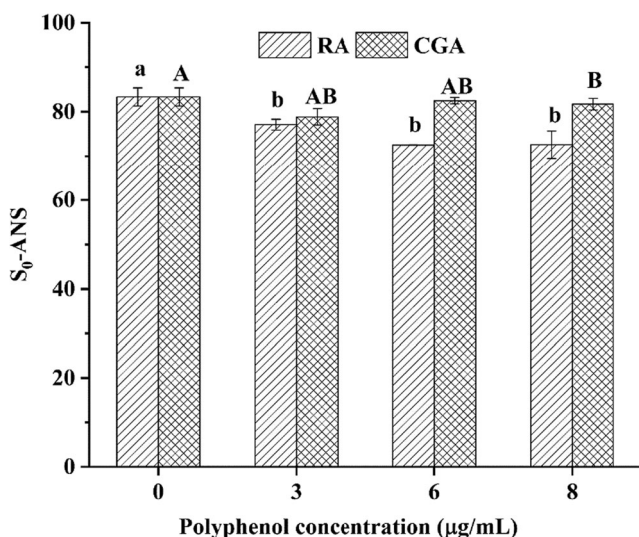 100
80
60
40
20
0
S₀-ANS
RA CGA
a A
b AB
b AB
b B
0 3 6 8
Polyphenol concentration (μg/mL)